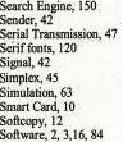 Search Engine, 150
Sender, 42
Serial Transmission, 47
Serif fonts, 120
Signal, 42
Simplex, 45
Simulation, 63
Smart Card, 10
Softcopy, 12
Software, 2, 3,16, 84